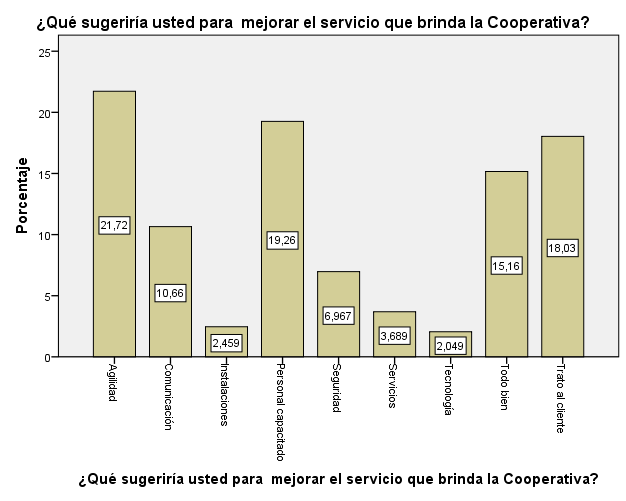 ¿Qué sugeriría usted para  mejorar el servicio que brinda la Cooperativa?
Porcentaje
25
20
15
10
5
0
21,72
10,66
2,459
19,26
6,967
3,689
2,049
15,16
18,03
Agilidad
Comunicación
Instalaciones
Personal capacitado
Seguridad
Servicios
Tecnología
Todo bien
Trato al cliente
¿Qué sugeriría usted para  mejorar el servicio que brinda la Cooperativa?